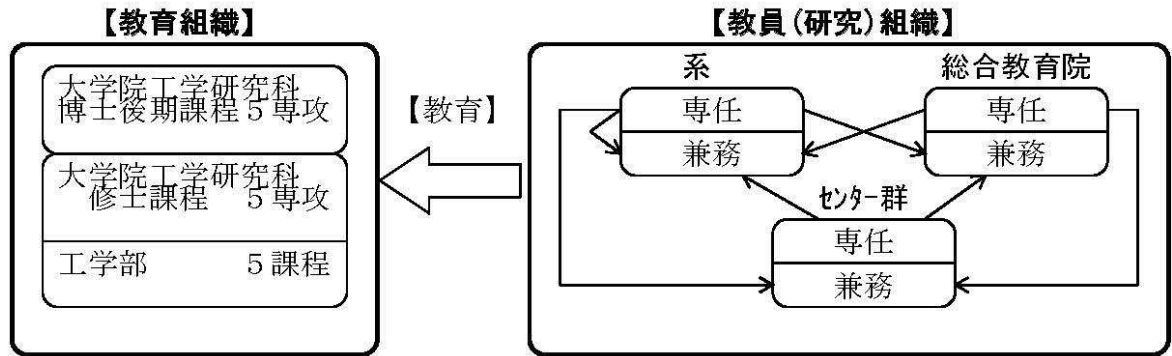 【教育組織】
大学院工学研究科
博士後期課程５専攻
大学院工学研究科
修士課程　５専攻
工学部　　　５課程
【教育】
【教員（研究）組織】
系
専任
兼務
総合教育院
専任
兼務
ｾﾝﾀｰ群
専任
兼務